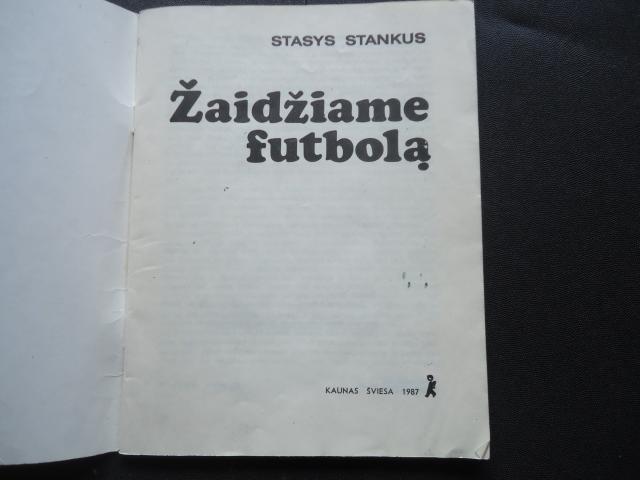 STASYS STANKUS
Žaidžiame
futbolą
KAUNAS ŠVIESA 1987